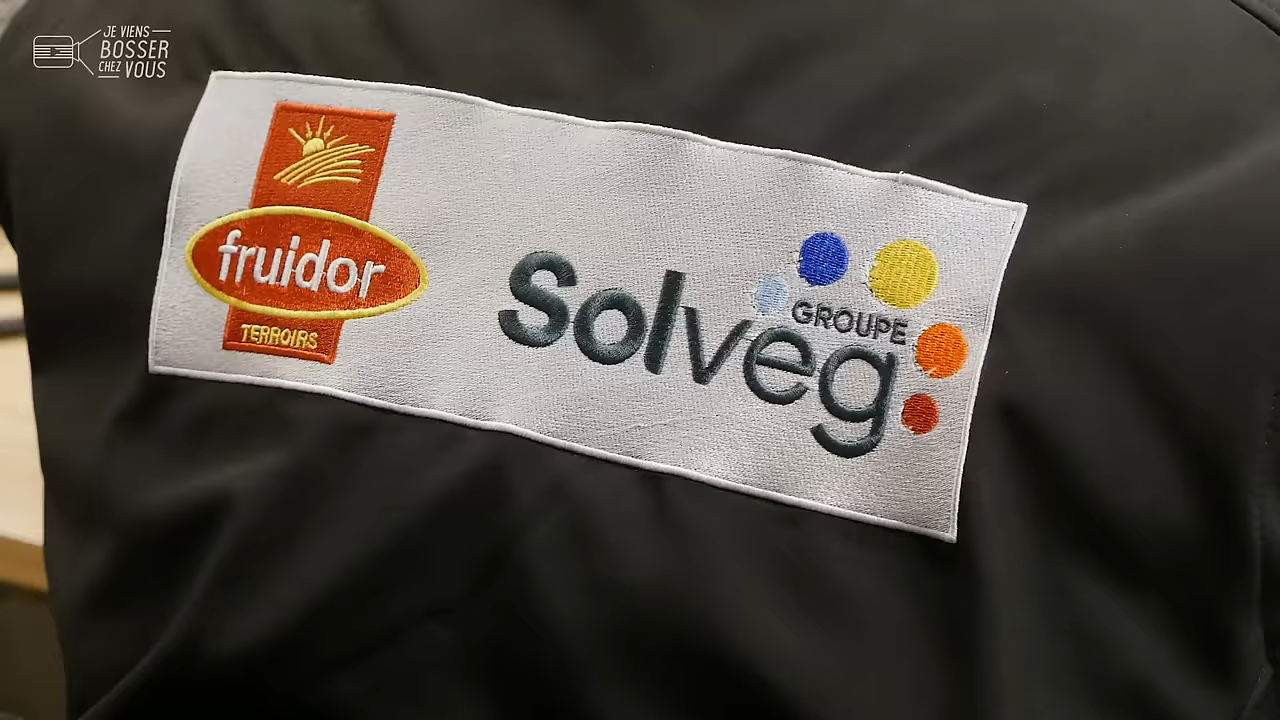 JE VIENS
BOSSER
CHEZ VOUS
fruidor
TERROIRS
GROUPE
Solveg